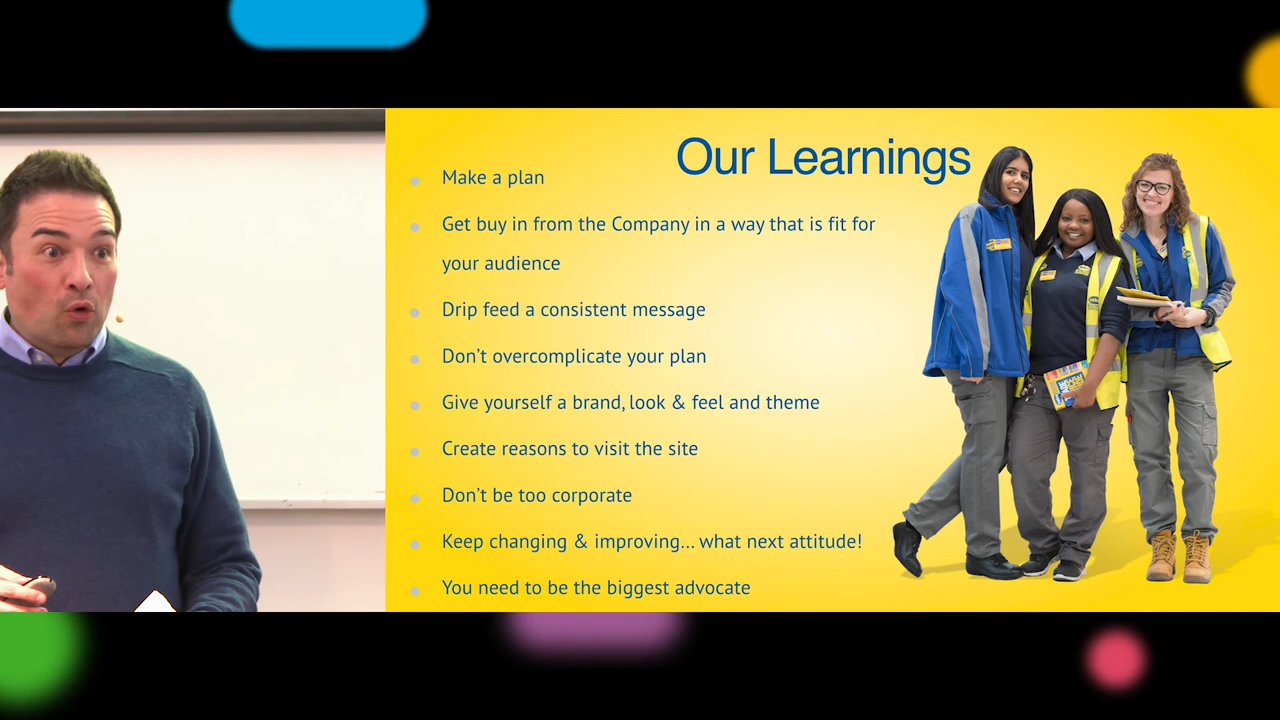 Our Learnings
Make a plan
Get buy in from the Company in a way that is fit for
your audience
Drip feed a consistent message
Don’t overcomplicate your plan
Give yourself a brand, look & feel and theme
Create reasons to visit the site
Don’t be too corporate
Keep changing & improving... what next attitude!
You need to be the biggest advocate